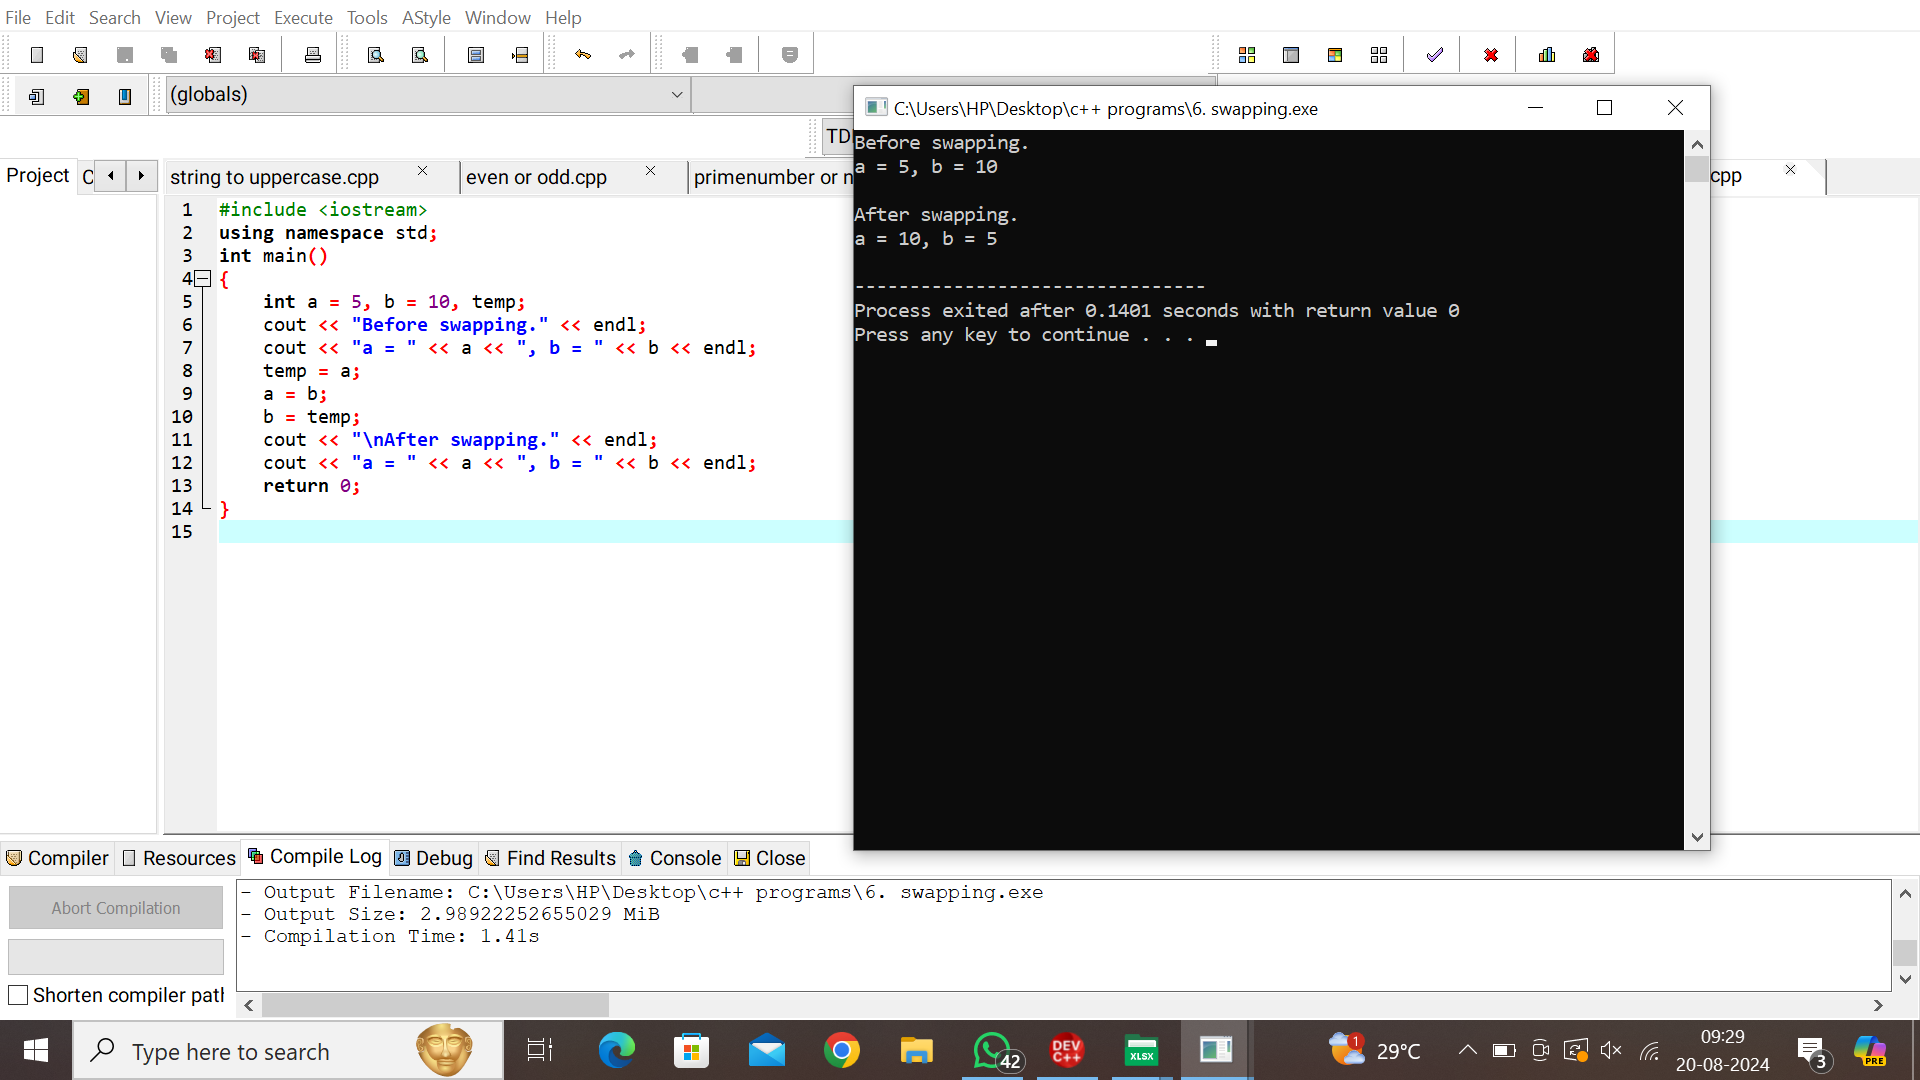 File Edit Search View Project Execute Tools AStyle Window Help
(globals)
C:\Users\HP\Desktop\c++ programs\6. swapping.exe
Project
string to uppercase.cpp
even or odd.cpp
primenumber or n
cpp
1 #include <iostream>
2 using namespace std;
3 int main()
4 {
5 int a = 5, b = 10, temp;
6 cout << "Before swapping." << endl;
7 cout << "a = " << a << ", b = " << b << endl;
8 temp = a;
9 a = b;
10 b = temp;
11 cout << "\nAfter swapping." << endl;
12 cout << "a = " << a << ", b = " << b << endl;
13 return 0;
14 }
15
Before swapping.
a = 5, b = 10
After swapping.
a = 10, b = 5
--------------------------------
Process exited after 0.1401 seconds with return value 0
Press any key to continue . . .
Compiler Resources Compile Log Debug Find Results Console Close
Abort Compilation
- Output Filename: C:\Users\HP\Desktop\c++ programs\6. swapping.exe
- Output Size: 2.98922252655029 MiB
- Compilation Time: 1.41s
Shorten compiler pat
Type here to search
42
DEV C++
XLSX
1
29°C
09:29
20-08-2024
3
PRE